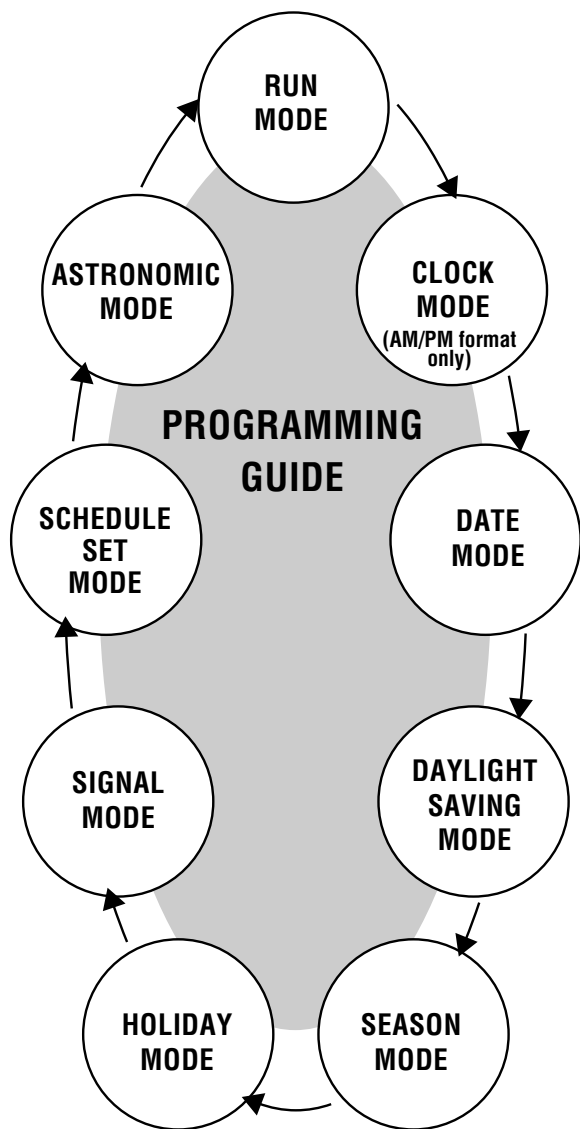 RUN
MODE
CLOCK
MODE
(AM/PM format
only)
DATE
MODE
DAYLIGHT
SAVING
MODE
SEASON
MODE
HOLIDAY
MODE
SIGNAL
MODE
SCHEDULE
SET
MODE
ASTRONOMIC
MODE
PROGRAMMING
GUIDE